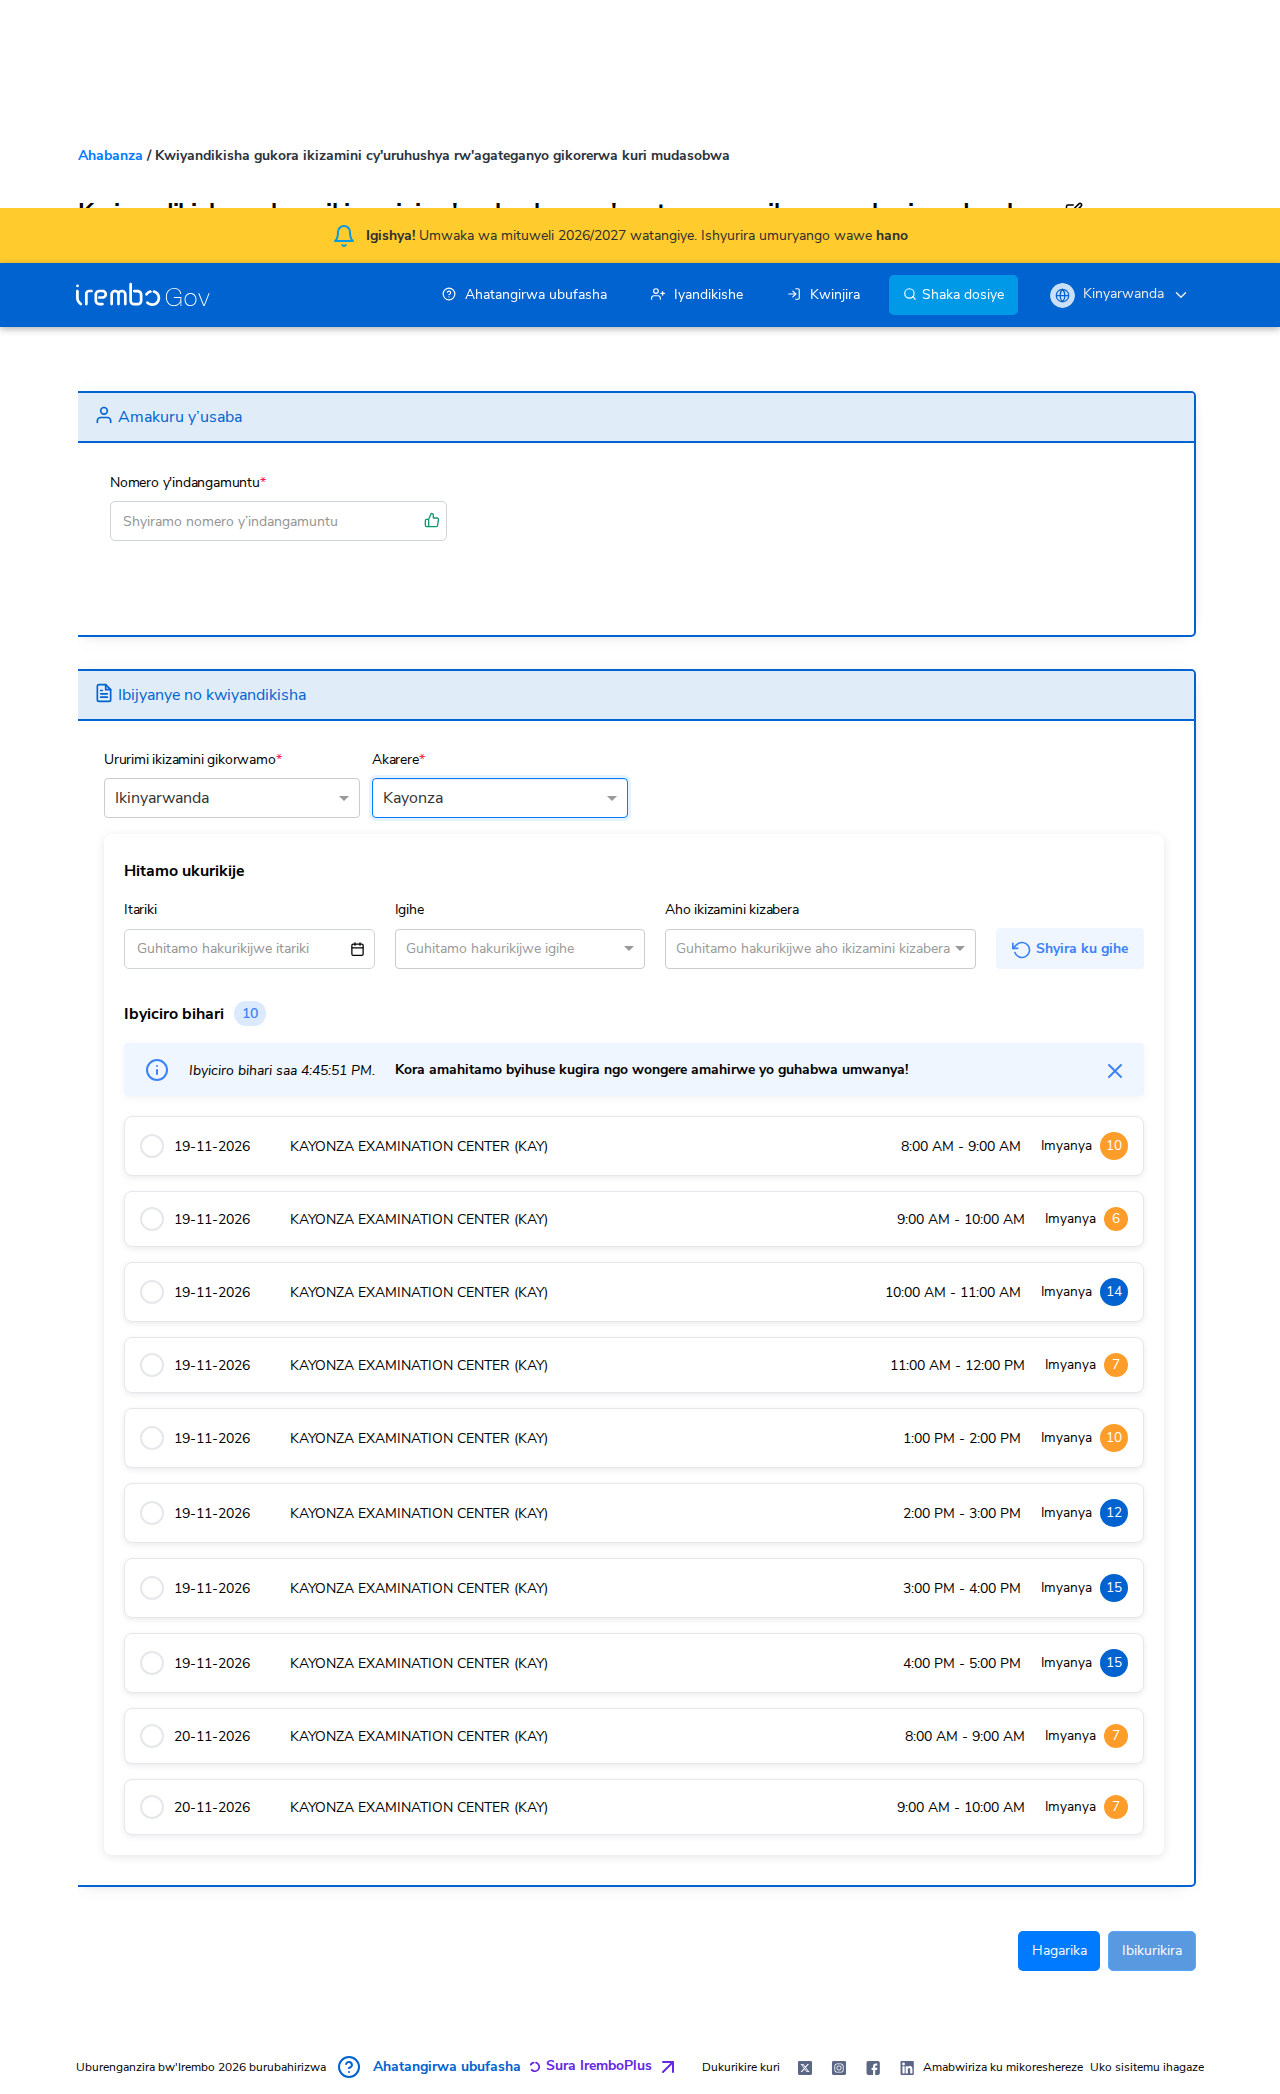 Ahabanza / Kwiyandikisha gukora ikizamini cy'uruhushya rw'agateganyo gikorerwa kuri mudasobwa
Igishya! Umwaka wa mituweli 2026/2027 watangiye. Ishyurira umuryango wawe hano
irembo Gov
Ahatangirwa ubufasha
Iyandikishe
Kwinjira
Shaka dosiye
Kinyarwanda
Amakuru y’usaba
Nomero y'indangamuntu*
Shyiramo nomero y’indangamuntu
Ibijyanye no kwiyandikisha
Ururimi ikizamini gikorwamo* Akarere*
Ikinyarwanda Kayonza
Hitamo ukurikije
Itariki Igihe Aho ikizamini kizabera
Guhitamo hakurikijwe itariki Guhitamo hakurikijwe igihe Guhitamo hakurikijwe aho ikizamini kizabera Shyira ku gihe
Ibyiciro bihari 10
Ibyiciro bihari saa 4:45:51 PM. Kora amahitamo byihuse kugira ngo wongere amahirwe yo guhabwa umwanya!
19-11-2026 KAYONZA EXAMINATION CENTER (KAY) 8:00 AM - 9:00 AM Imyanya 10
19-11-2026 KAYONZA EXAMINATION CENTER (KAY) 9:00 AM - 10:00 AM Imyanya 6
19-11-2026 KAYONZA EXAMINATION CENTER (KAY) 10:00 AM - 11:00 AM Imyanya 14
19-11-2026 KAYONZA EXAMINATION CENTER (KAY) 11:00 AM - 12:00 PM Imyanya 7
19-11-2026 KAYONZA EXAMINATION CENTER (KAY) 1:00 PM - 2:00 PM Imyanya 10
19-11-2026 KAYONZA EXAMINATION CENTER (KAY) 2:00 PM - 3:00 PM Imyanya 12
19-11-2026 KAYONZA EXAMINATION CENTER (KAY) 3:00 PM - 4:00 PM Imyanya 15
19-11-2026 KAYONZA EXAMINATION CENTER (KAY) 4:00 PM - 5:00 PM Imyanya 15
20-11-2026 KAYONZA EXAMINATION CENTER (KAY) 8:00 AM - 9:00 AM Imyanya 7
20-11-2026 KAYONZA EXAMINATION CENTER (KAY) 9:00 AM - 10:00 AM Imyanya 7
Hagarika Ibikurikira
Uburenganzira bw'Irembo 2026 burubahirizwa Ahatangirwa ubufasha Sura IremboPlus Dukurikire kuri Amabwiriza ku mikoreshereze Uko sisitemu ihagaze